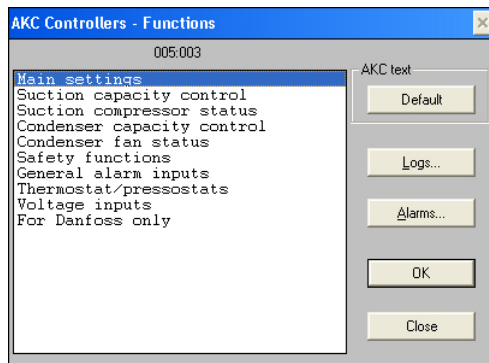 AKC Controllers - Functions
005:003
Main settings
Suction capacity control
Suction compressor status
Condenser capacity control
Condenser fan status
Safety functions
General alarm inputs
Thermostat/pressostats
Voltage inputs
For Danfoss only
AKC text
Default
Logs...
Alarms...
OK
Close